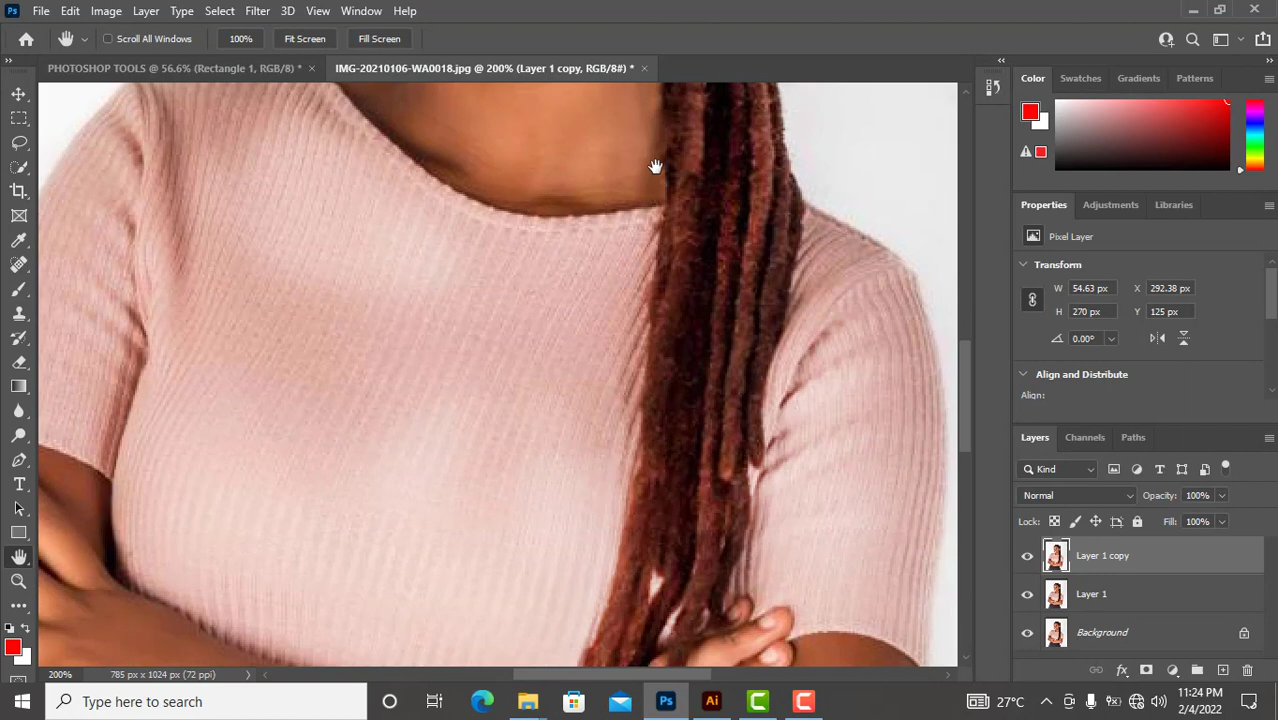 Ps File Edit Image Layer Type Select Filter 3D View Window Help
Scroll All Windows 100% Fit Screen Fill Screen
PHOTOSHOP TOOLS @ 56.6% (Rectangle 1, RGB/8) * × IMG-20210106-WA0018.jpg @ 200% (Layer 1 copy, RGB/8#) * ×
Color Swatches Gradients Patterns
Properties Adjustments Libraries
Pixel Layer
Transform
W 54.63 px X 292.38 px
H 270 px Y 125 px
0.00°
Align and Distribute
Align:
Layers Channels Paths
Kind
Normal Opacity: 100%
Lock: Fill: 100%
Layer 1 copy
Layer 1
Background
200% 785 px x 1024 px (72 ppi)
Type here to search Ps Ai 27°C 11:24 PM
2/4/2022